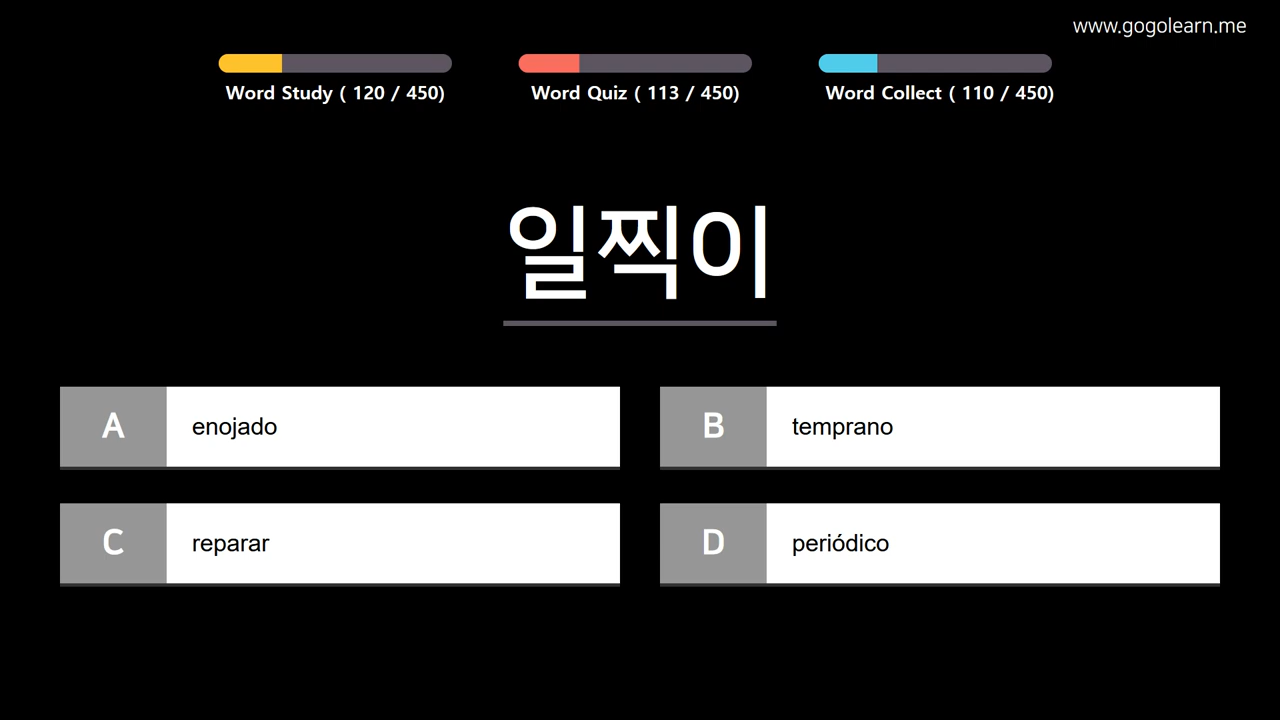 www.gogolearn.me
Word Study ( 120 / 450)
Word Quiz ( 113 / 450)
Word Collect ( 110 / 450)
일찍이
A enojado
B temprano
C reparar
D periódico